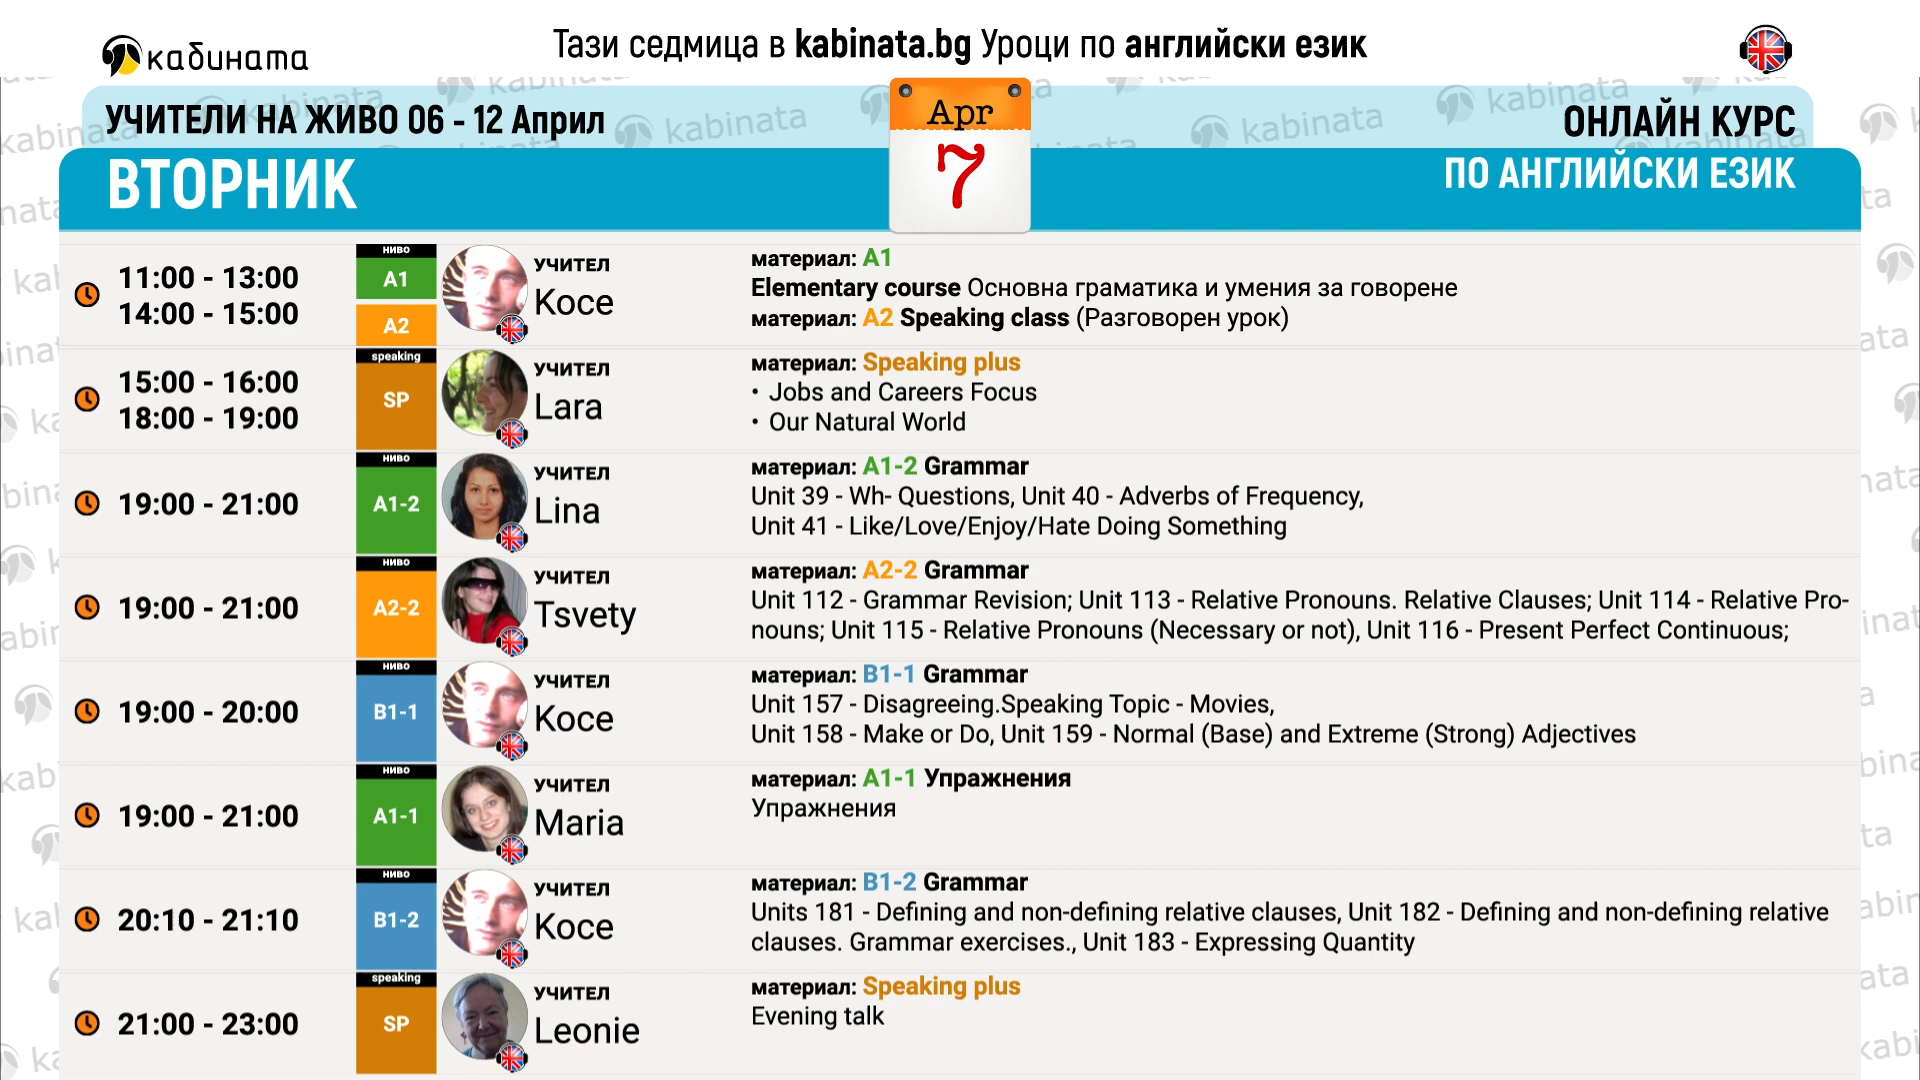 кабината
Тази седмица в kabinata.bg Уроци по английски език
УЧИТЕЛИ НА ЖИВО 06 - 12 Април
Apr
7
ОНЛАЙН КУРС
ВТОРНИК
ПО АНГЛИЙСКИ ЕЗИК
11:00 - 13:00
14:00 - 15:00
ниво
A1
A2
УЧИТЕЛ
Koce
материал: A1
Elementary course Основна граматика и умения за говорене
материал: A2 Speaking class (Разговорен урок)
15:00 - 16:00
18:00 - 19:00
speaking
SP
УЧИТЕЛ
Lara
материал: Speaking plus
• Jobs and Careers Focus
• Our Natural World
19:00 - 21:00
ниво
A1-2
УЧИТЕЛ
Lina
материал: A1-2 Grammar
Unit 39 - Wh- Questions, Unit 40 - Adverbs of Frequency,
Unit 41 - Like/Love/Enjoy/Hate Doing Something
19:00 - 21:00
ниво
A2-2
УЧИТЕЛ
Tsvety
материал: A2-2 Grammar
Unit 112 - Grammar Revision; Unit 113 - Relative Pronouns. Relative Clauses; Unit 114 - Relative Pro-
nouns; Unit 115 - Relative Pronouns (Necessary or not), Unit 116 - Present Perfect Continuous;
19:00 - 20:00
ниво
B1-1
УЧИТЕЛ
Koce
материал: B1-1 Grammar
Unit 157 - Disagreeing.Speaking Topic - Movies,
Unit 158 - Make or Do, Unit 159 - Normal (Base) and Extreme (Strong) Adjectives
19:00 - 21:00
ниво
A1-1
УЧИТЕЛ
Maria
материал: A1-1 Упражнения
Упражнения
20:10 - 21:10
ниво
B1-2
УЧИТЕЛ
Koce
материал: B1-2 Grammar
Units 181 - Defining and non-defining relative clauses, Unit 182 - Defining and non-defining relative
clauses. Grammar exercises., Unit 183 - Expressing Quantity
21:00 - 23:00
speaking
SP
УЧИТЕЛ
Leonie
материал: Speaking plus
Evening talk